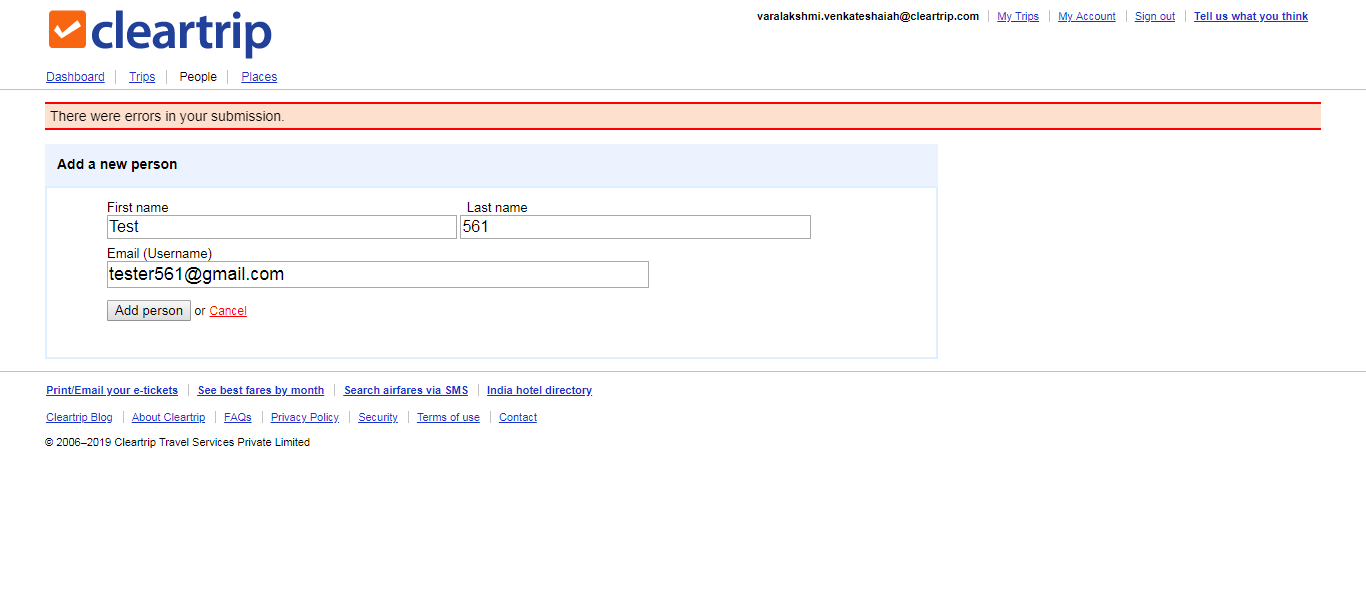 cleartrip
varalakshmi.venkateshaiah@cleartrip.com My Trips My Account Sign out Tell us what you think
Dashboard Trips People Places
There were errors in your submission.
Add a new person
First name Last name
Test 561
Email (Username)
tester561@gmail.com
Add person or Cancel
Print/Email your e-tickets See best fares by month Search airfares via SMS India hotel directory
Cleartrip Blog About Cleartrip FAQs Privacy Policy Security Terms of use Contact
© 2006–2019 Cleartrip Travel Services Private Limited